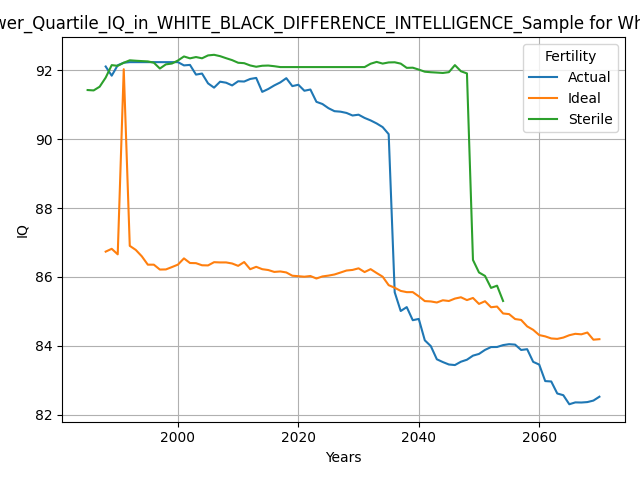 wer_Quartile_IQ_in_WHITE_BLACK_DIFFERENCE_INTELLIGENCE_Sample for Wh
Fertility
Actual
Ideal
Sterile
IQ
92
90
88
86
84
82
2000
2020
2040
2060
Years